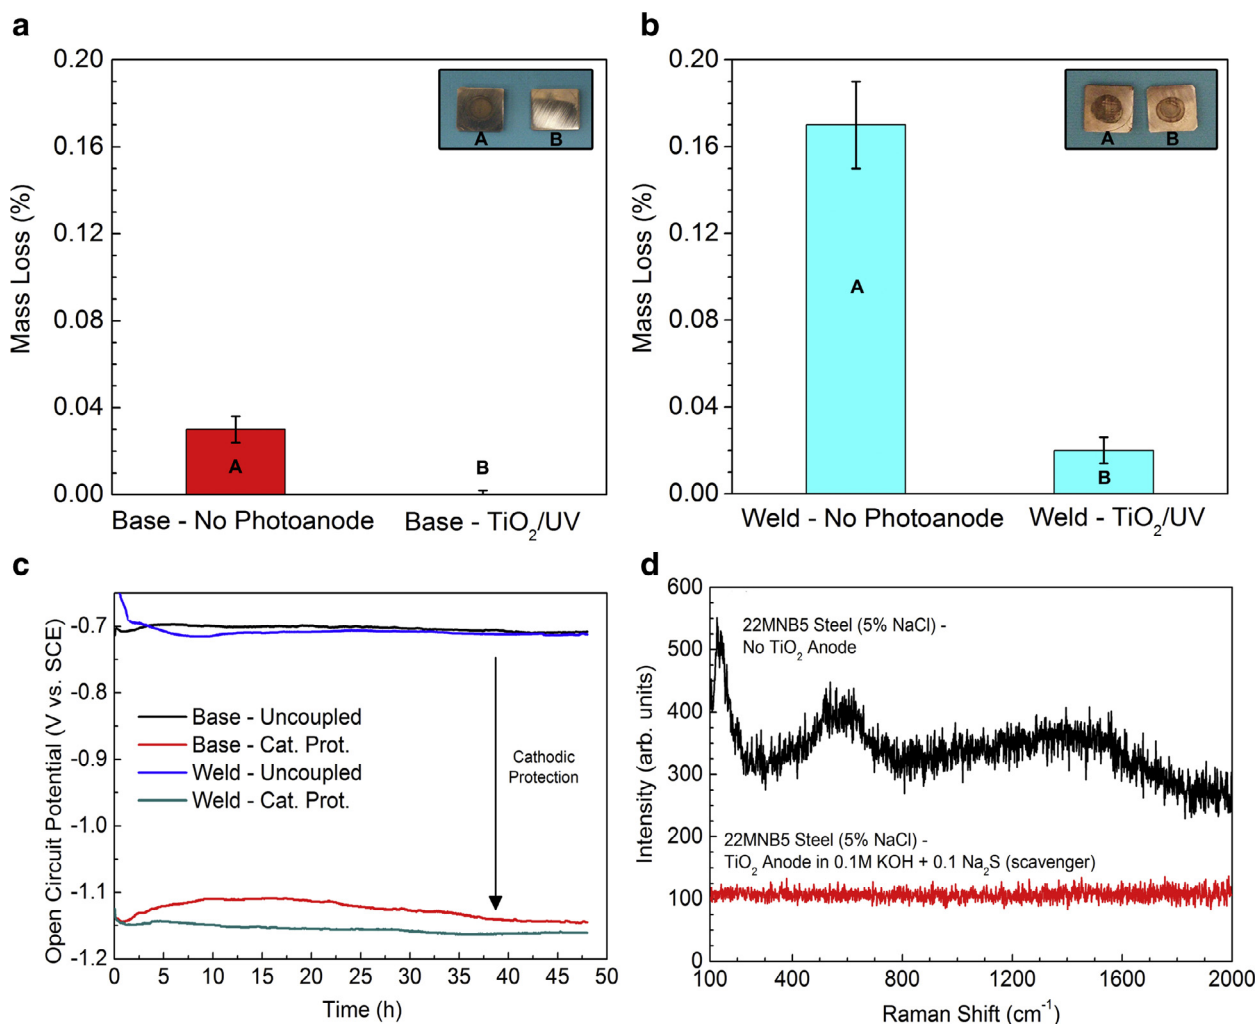 a
0.20
0.16
0.12
0.08
0.04
0.00
Mass Loss (%)
A
B
A
B
Base - No Photoanode
Base - TiO₂/UV
b
0.20
0.16
0.12
0.08
0.04
0.00
Mass Loss (%)
A
B
A
B
Weld - No Photoanode
Weld - TiO₂/UV
c
-0.7
-0.8
-0.9
-1.0
-1.1
-1.2
Open Circuit Potential (V vs. SCE)
Base - Uncoupled
Base - Cat. Prot.
Weld - Uncoupled
Weld - Cat. Prot.
Cathodic
Protection
0 5 10 15 20 25 30 35 40 45 50
Time (h)
d
600
500
400
300
200
100
0
Intensity (arb. units)
22MNB5 Steel (5% NaCl) -
No TiO₂ Anode
22MNB5 Steel (5% NaCl) -
TiO₂ Anode in 0.1M KOH + 0.1 Na₂S (scavenger)
100 400 800 1200 1600 2000
Raman Shift (cm⁻¹)